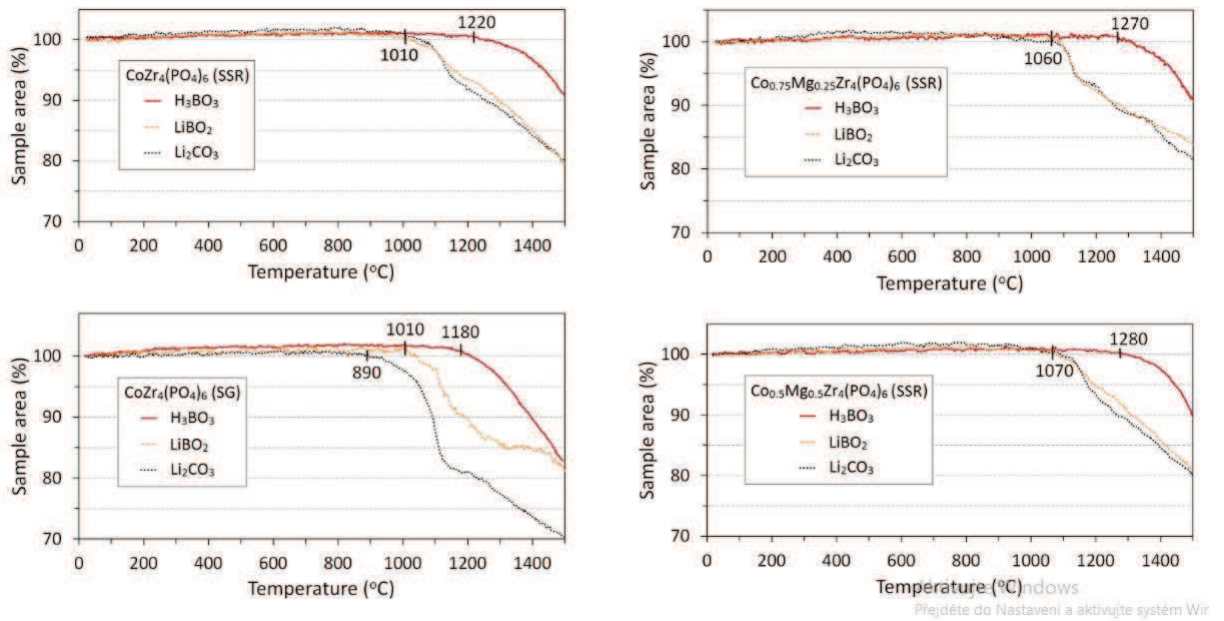 1220
100
1010
CoZr₄(PO₄)₆ (SSR)
H₃BO₃
LiBO₂
Li₂CO₃
90
80
70
Sample area (%)
0 200 400 600 800 1000 1200 1400
Temperature (°C)
1270
100
1060
Co₀.₇₅Mg₀.₂₅Zr₄(PO₄)₆ (SSR)
H₃BO₃
LiBO₂
Li₂CO₃
90
80
70
Sample area (%)
0 200 400 600 800 1000 1200 1400
Temperature (°C)
1010 1180
100
890
CoZr₄(PO₄)₆ (SG)
H₃BO₃
LiBO₂
Li₂CO₃
90
80
70
Sample area (%)
0 200 400 600 800 1000 1200 1400
Temperature (°C)
1280
100
1070
Co₀.₅Mg₀.₅Zr₄(PO₄)₆ (SSR)
H₃BO₃
LiBO₂
Li₂CO₃
90
80
70
Sample area (%)
0 200 400 600 800 1000 1200 1400
Temperature (°C)
Windows
Přejděte do Nastavení a aktivujte systém Wir